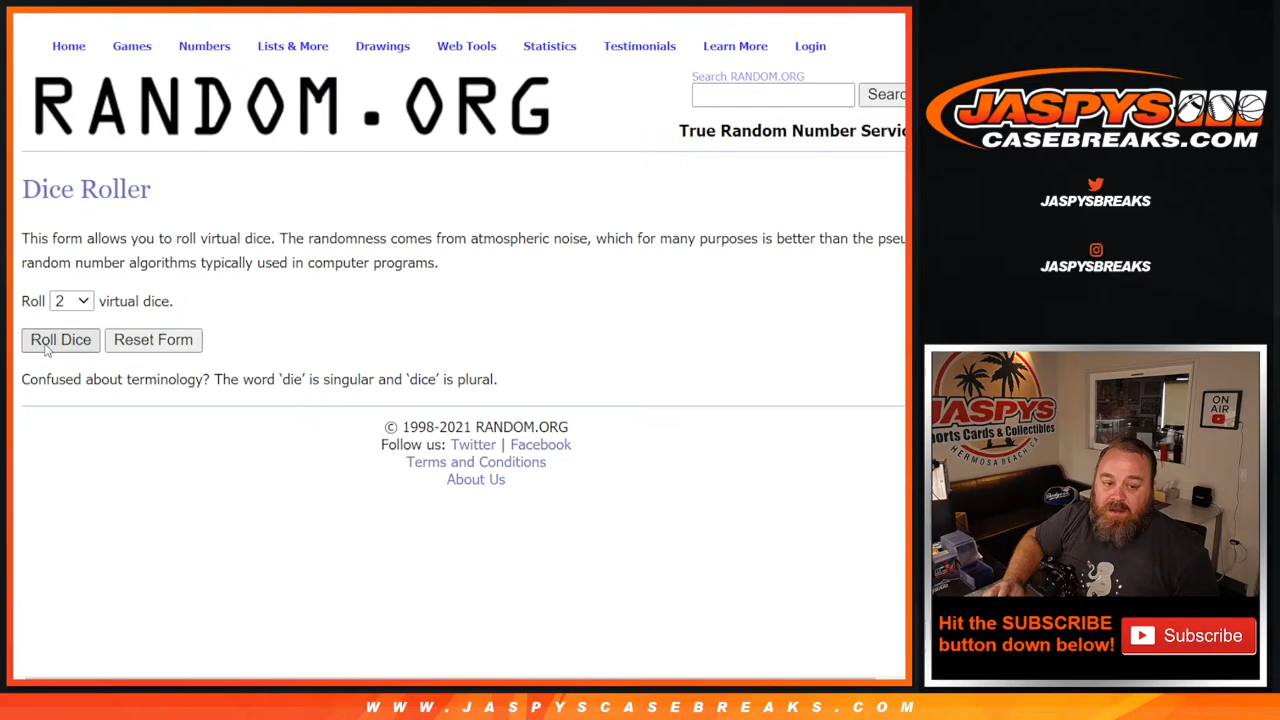 Home Games Numbers Lists & More Drawings Web Tools Statistics Testimonials Learn More Login
RANDOM.ORG
Search RANDOM.ORG
Searc
True Random Number Servic
Dice Roller
This form allows you to roll virtual dice. The randomness comes from atmospheric noise, which for many purposes is better than the pseu
random number algorithms typically used in computer programs.
Roll 2 virtual dice.
Roll Dice Reset Form
Confused about terminology? The word ‘die’ is singular and ‘dice’ is plural.
© 1998-2021 RANDOM.ORG
Follow us: Twitter | Facebook
Terms and Conditions
About Us
JASPYS
CASEBREAKS.COM
JASPYSBREAKS
JASPYSBREAKS
JASPYS
orts Cards & Collectibles
HERMOSA BEACH CA
ON
AIR
Hit the SUBSCRIBE
button down below!
Subscribe
WWW.JASPYSCASEBREAKS.COM